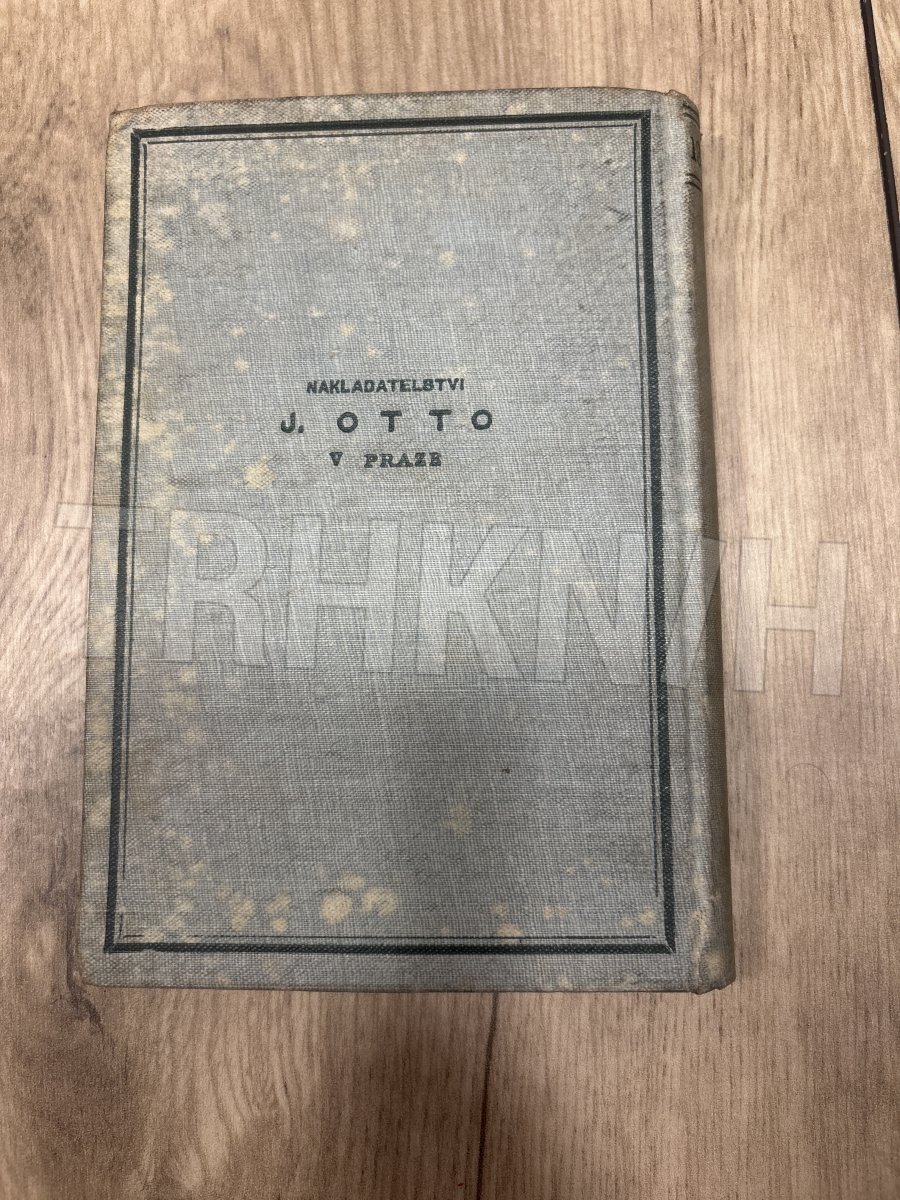 NAKLADATELSTVI
J. OTTO
V PRAZE
TRHKNIH